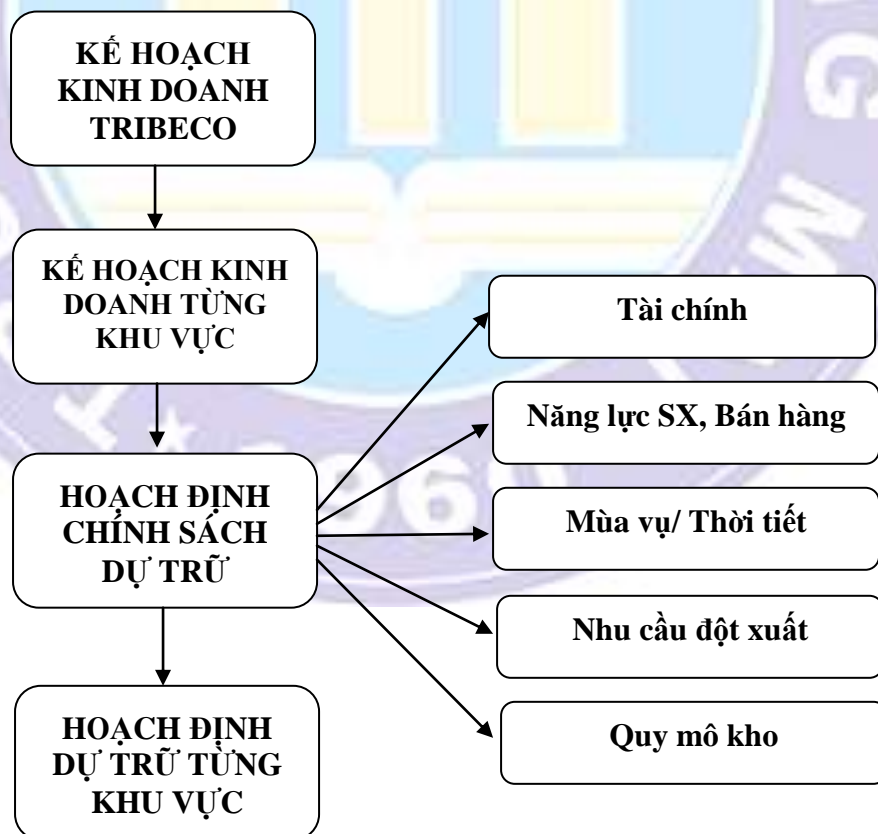 KẾ HOẠCH
KINH DOANH
TRIBECO
KẾ HOẠCH KINH
DOANH TỪNG
KHU VỰC
HOẠCH ĐỊNH
CHÍNH SÁCH
DỰ TRỮ
HOẠCH ĐỊNH
DỰ TRỮ TỪNG
KHU VỰC
Tài chính
Năng lực SX, Bán hàng
Mùa vụ/ Thời tiết
Nhu cầu đột xuất
Quy mô kho